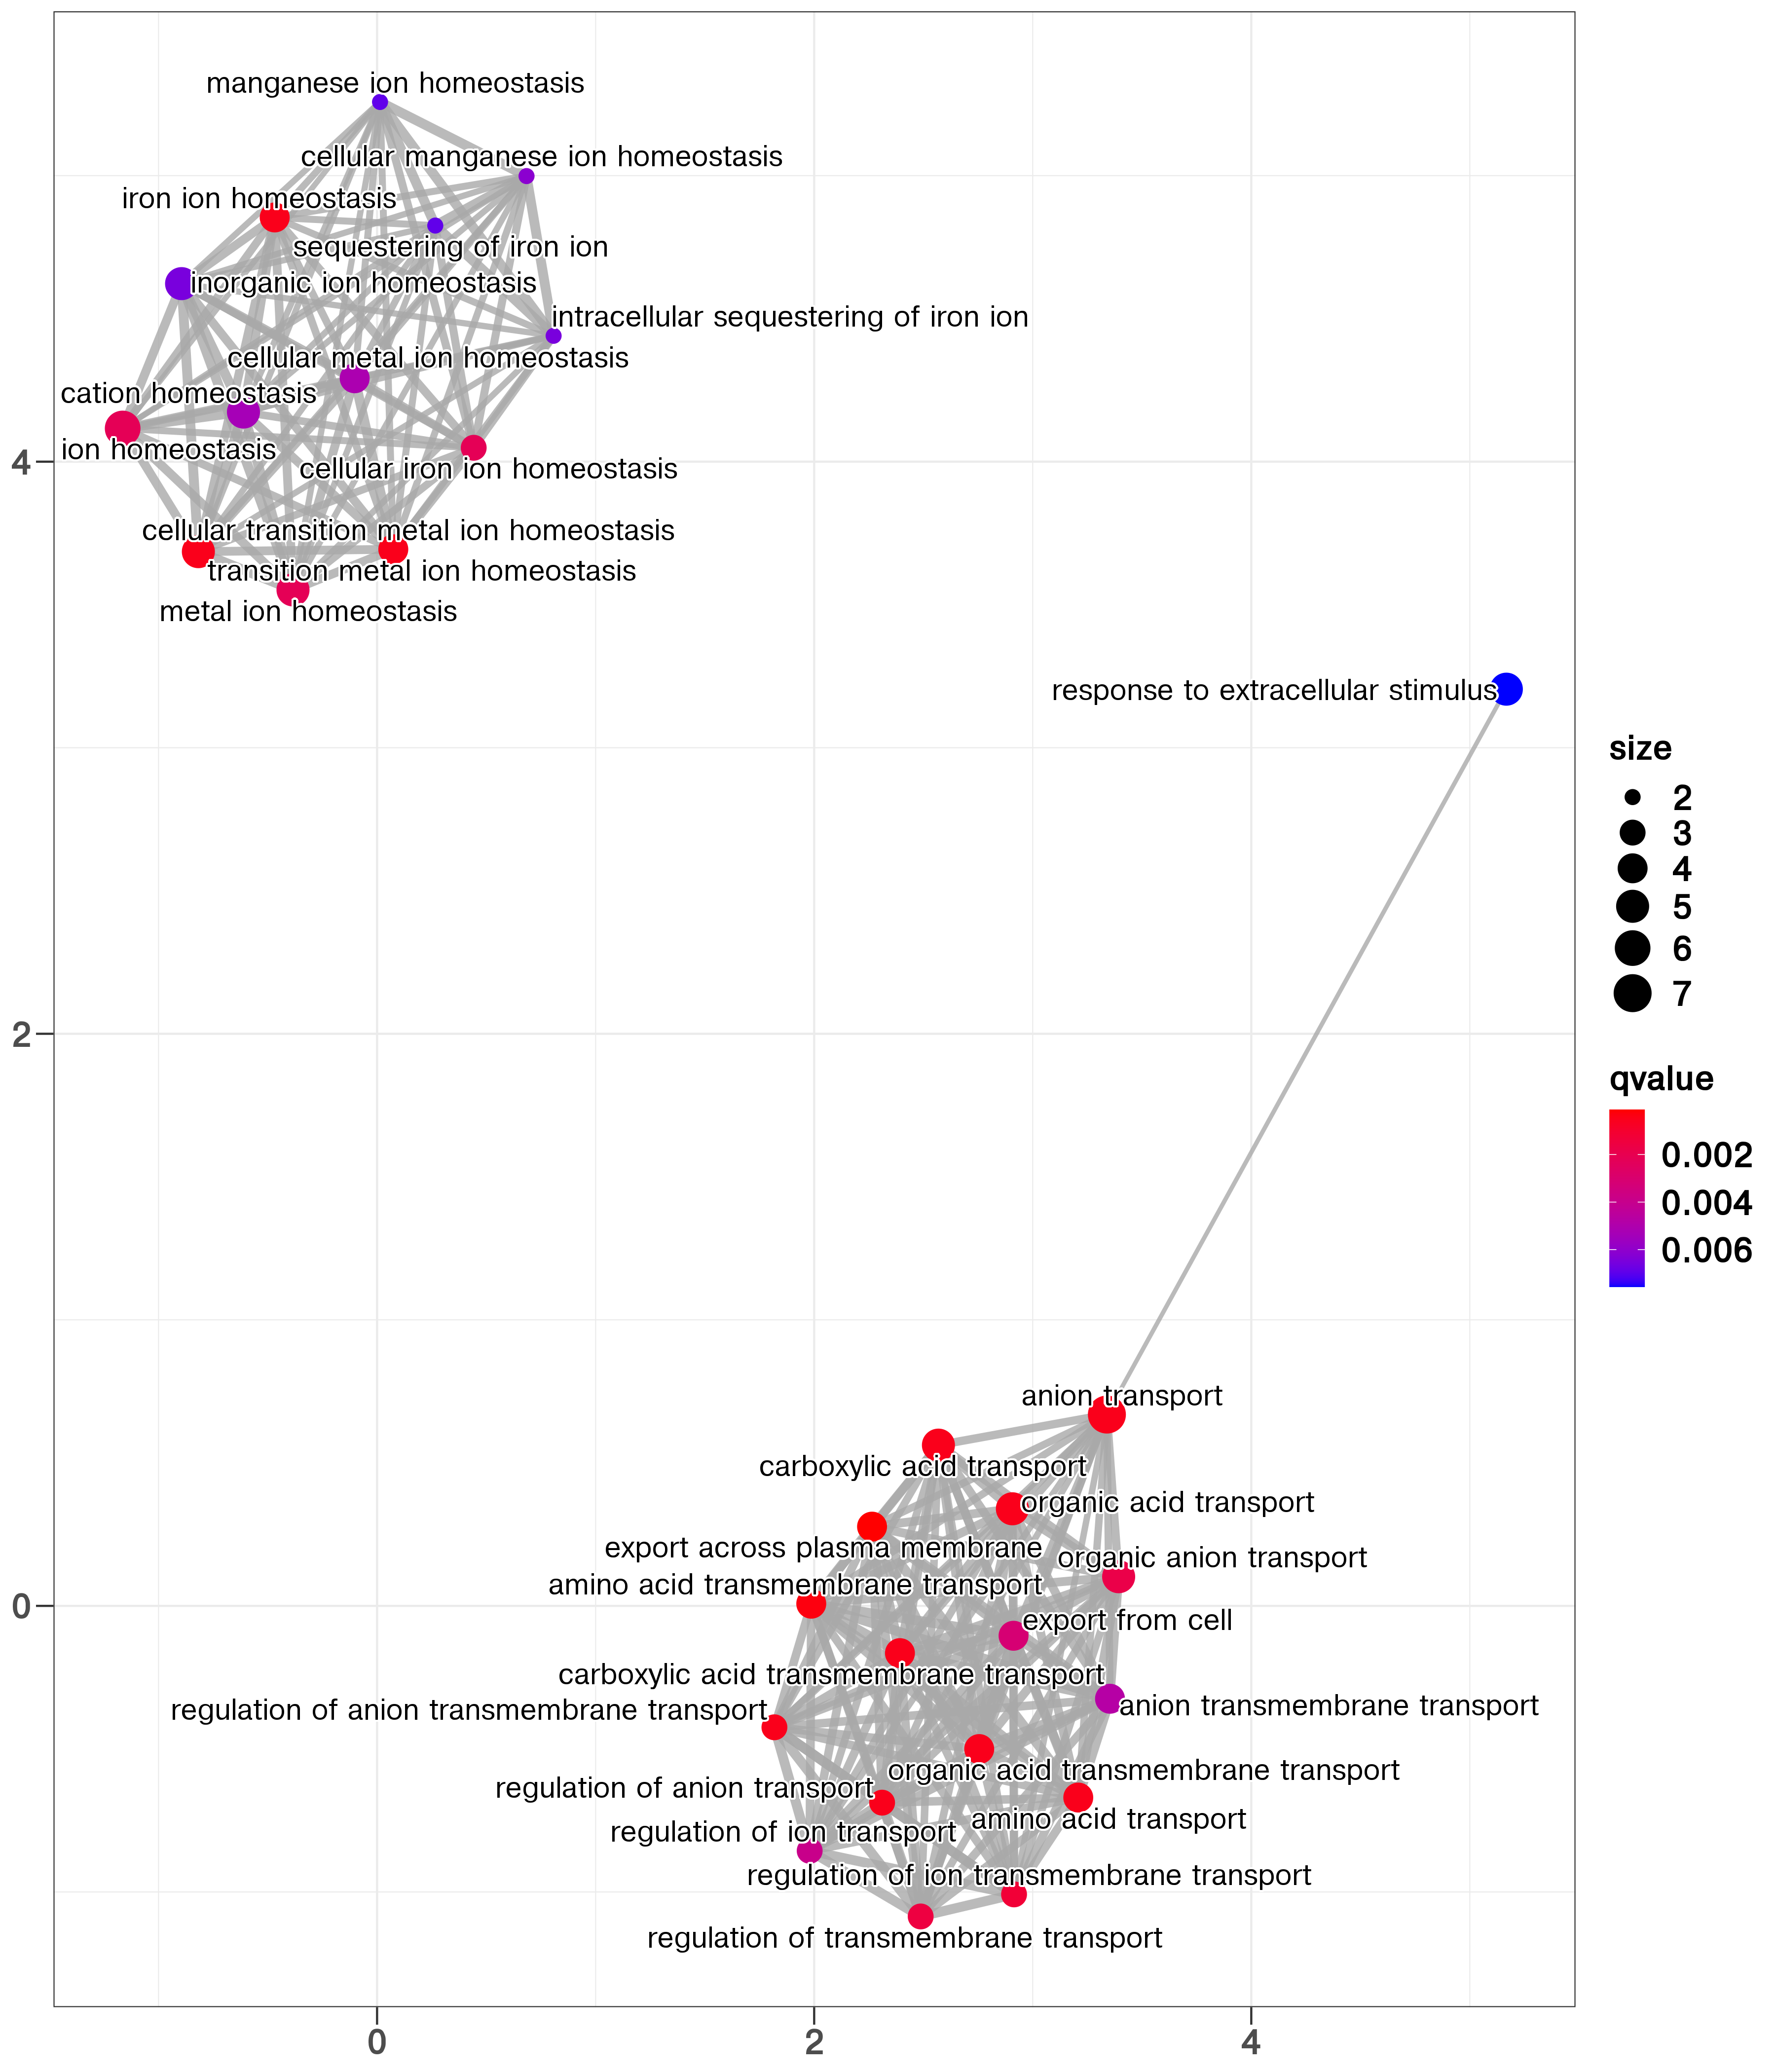 manganese ion homeostasis
cellular manganese ion homeostasis
iron ion homeostasis
sequestering of iron ion
inorganic ion homeostasis
intracellular sequestering of iron ion
cellular metal ion homeostasis
cation homeostasis
ion homeostasis
cellular iron ion homeostasis
cellular transition metal ion homeostasis
transition metal ion homeostasis
metal ion homeostasis
response to extracellular stimulus
anion transport
carboxylic acid transport
organic acid transport
export across plasma membrane
organic anion transport
amino acid transmembrane transport
export from cell
carboxylic acid transmembrane transport
anion transmembrane transport
regulation of anion transmembrane transport
organic acid transmembrane transport
regulation of anion transport
amino acid transport
regulation of ion transport
regulation of ion transmembrane transport
regulation of transmembrane transport
4
2
0
0
2
4
size
2
3
4
5
6
7
qvalue
0.002
0.004
0.006